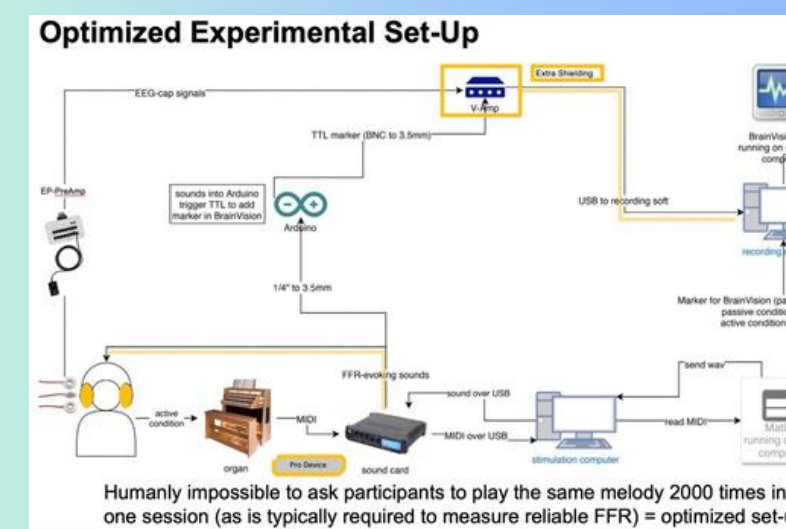 Optimized Experimental Set-Up
Extra Shielding
EEG-cap signals
V-Amp
TTL marker (BNC to 3.5mm)
running on
EP-PreAmp
sounds into Arduino
trigger TTL to add
marker in BrainVision
USB to recording soft
Arduino
recording
1/4" to 3.5mm
Marker for BrainVision
passive
active condition
FFR-evoking sounds
send wav
sound over USB
active
condition
MIDI
MIDI over USB
read MIDI
running
stimulation computer
organ
Pro Device
sound card
Humanly impossible to ask participants to play the same melody 2000 times in
one session (as is typically required to measure reliable FFR) = optimized